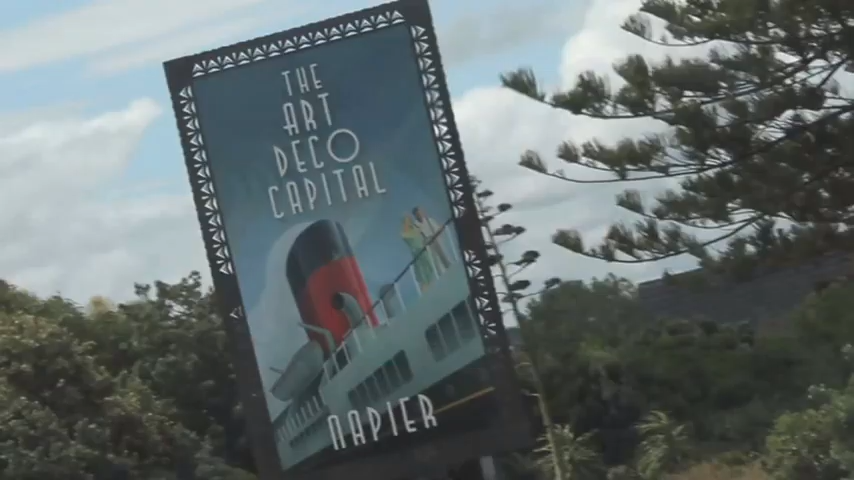 THE
ART
DECO
CAPITAL
NAPIER